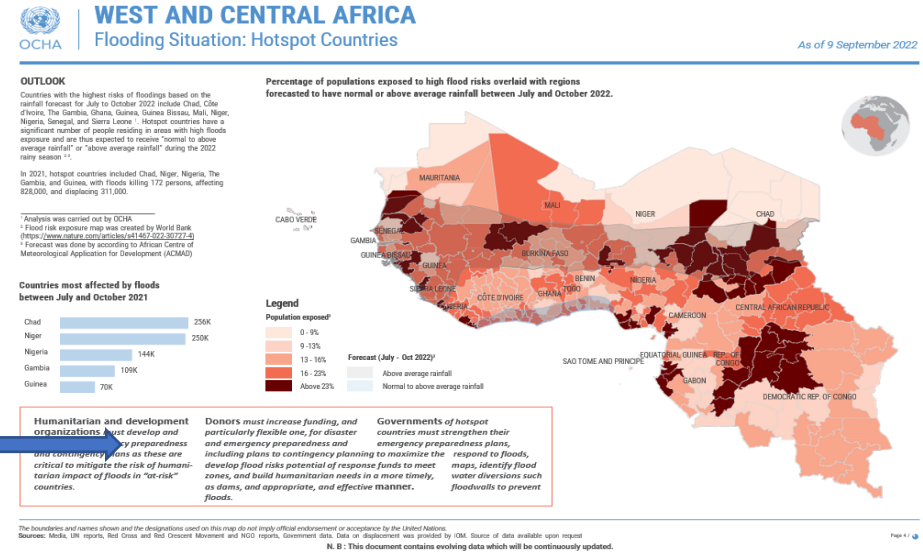 OCHA
WEST AND CENTRAL AFRICA
Flooding Situation: Hotspot Countries
As of 9 September 2022
OUTLOOK
Countries with the highest risks of floodings based on the
rainfall forecast for July to October 2022 include Chad, Côte
d'Ivoire, The Gambia, Ghana, Guinea, Guinea Bissau, Mali, Niger,
Nigeria, Senegal, and Sierra Leone ¹. Hotspot countries have a
significant number of people residing in areas with high floods
exposure and are thus expected to receive "normal to above
average rainfall" or "above average rainfall" during the 2022
rainy season ² ³.
In 2021, hotspot countries included Chad, Niger, Nigeria, The
Gambia, and Guinea, with floods killing 172 persons, affecting
828,000, and displacing 311,000.
¹ Analysis was carried out by OCHA
² Flood risk exposure map was created by World Bank
(https://www.nature.com/articles/s41467-022-30727-4)
³ Forecast was done by according to African Centre of
Meteorological Application for Development (ACMAD)
Countries most affected by floods
between July and October 2021
Chad 256K
Niger 250K
Nigeria 144K
Gambia 109K
Guinea 70K
Percentage of populations exposed to high flood risks overlaid with regions
forecasted to have normal or above average rainfall between July and October 2022.
MAURITANIA
MALI
NIGER
CHAD
CABO VERDE
SENEGAL
GAMBIA
GUINEA BISSAU
GUINEA
BURKINA FASO
BENIN
NIGERIA
SIERRA LEONE
CÔTE D'IVOIRE
GHANA
TOGO
LIBERIA
CAMEROON
CENTRAL AFRICAN REPUBLIC
SAO TOME AND PRINCIPE
EQUATORIAL GUINEA
REP. OF
CONGO
GABON
DEMOCRATIC REP. OF CONGO
Legend
Population exposed²
0 - 9%
9 -13%
13 - 16%
16 - 23%
Above 23%
Forecast (July - Oct 2022)³
Above average rainfall
Normal to above average rainfall
Humanitarian and development
organizations must develop and
preparedness
and contingency plans as these are
critical to mitigate the risk of humani-
tarian impact of floods in "at-risk"
countries.
Donors must increase funding, and
particularly flexible one, for disaster
and emergency preparedness and
including plans to contingency planning to maximize the
develop flood risks potential of response funds to meet
zones, and build humanitarian needs in a more timely,
as dams, and appropriate, and effective manner.
floods.
Governments of hotspot
countries must strengthen their
emergency preparedness plans,
respond to floods,
maps, identify flood
water diversions such
floodwalls to prevent
The boundaries and names shown and the designations used on this map do not imply official endorsement or acceptance by the United Nations.
Sources: Media, UN reports, Red Cross and Red Crescent Movement and NGO reports, Government data. Data on displacement was provided by IOM. Source of data available upon request
Page 4 /
N. B : This document contains evolving data which will be continuously updated.